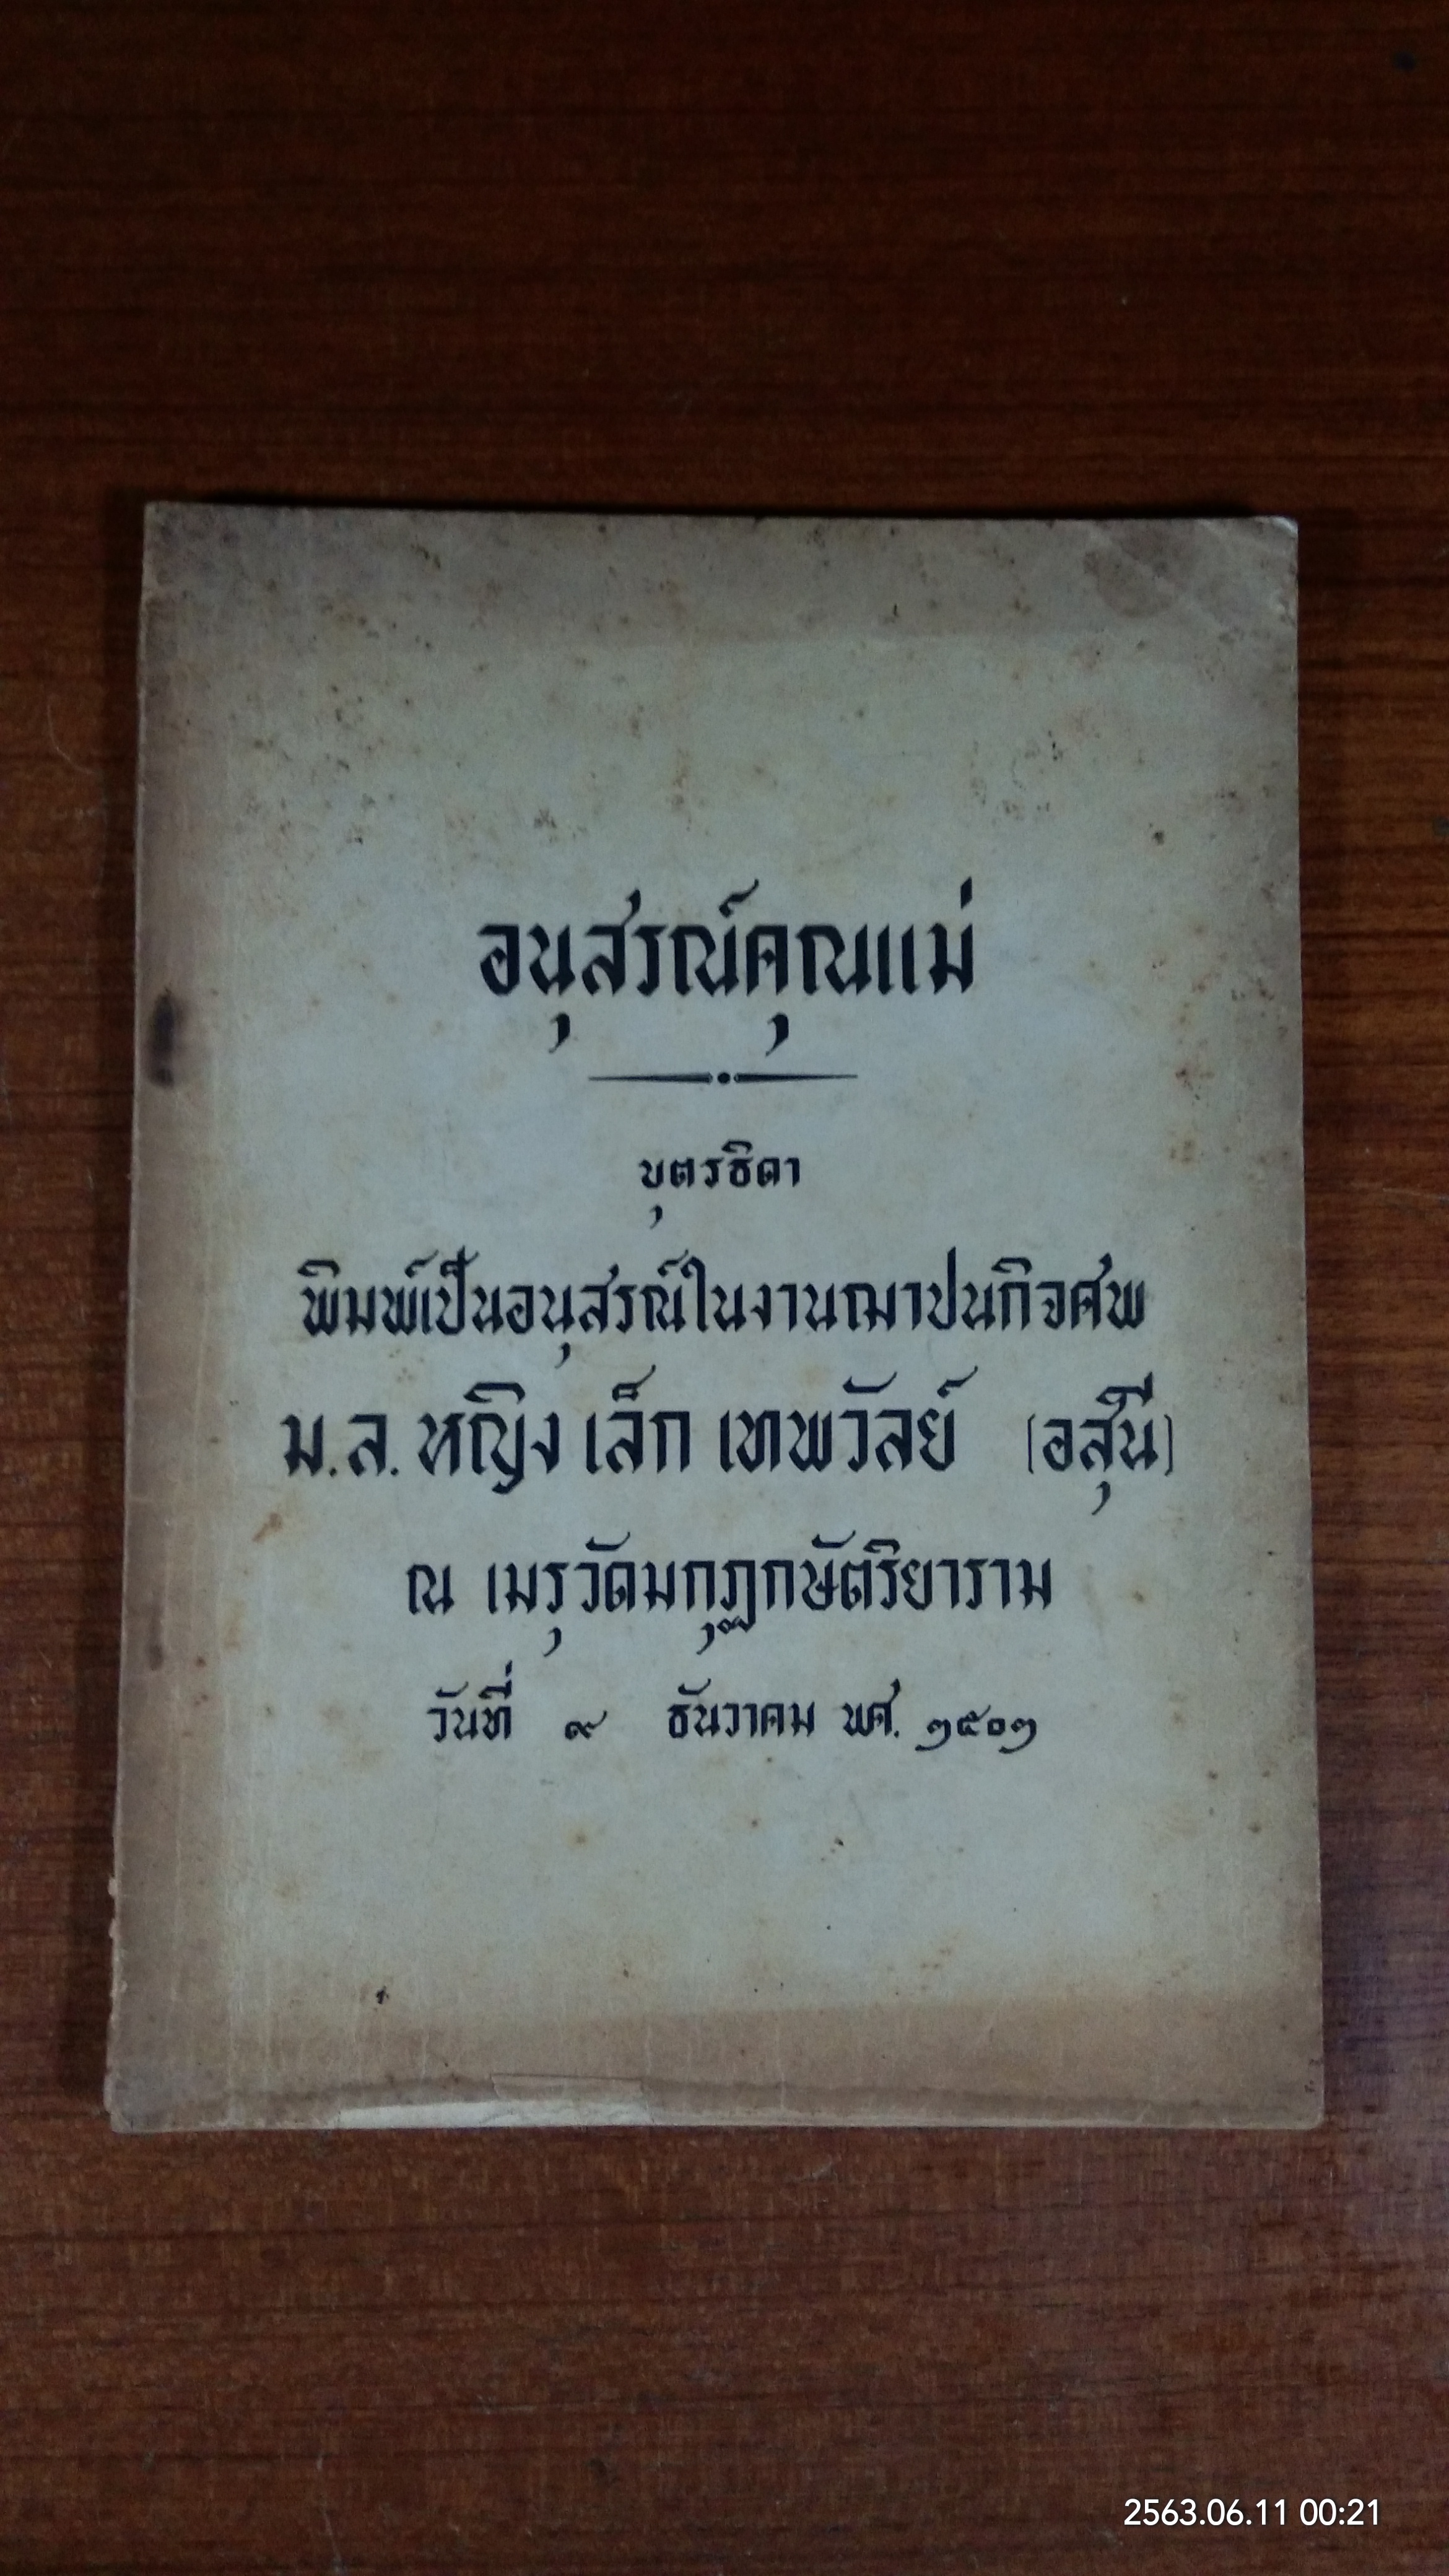 อนุสรณ์คุณแม่
บุตรธิดา
พิมพ์เป็นอนุสรณ์ในงานฌาปนกิจศพ
ม.ล.หญิง เล็ก เทพวัลย์ (อสุนี)
ณ เมรุวัดมกุฏกษัตริยาราม
วันที่ ๙ ธันวาคม พศ. ๑๕๐๑
2563.06.11 00:21